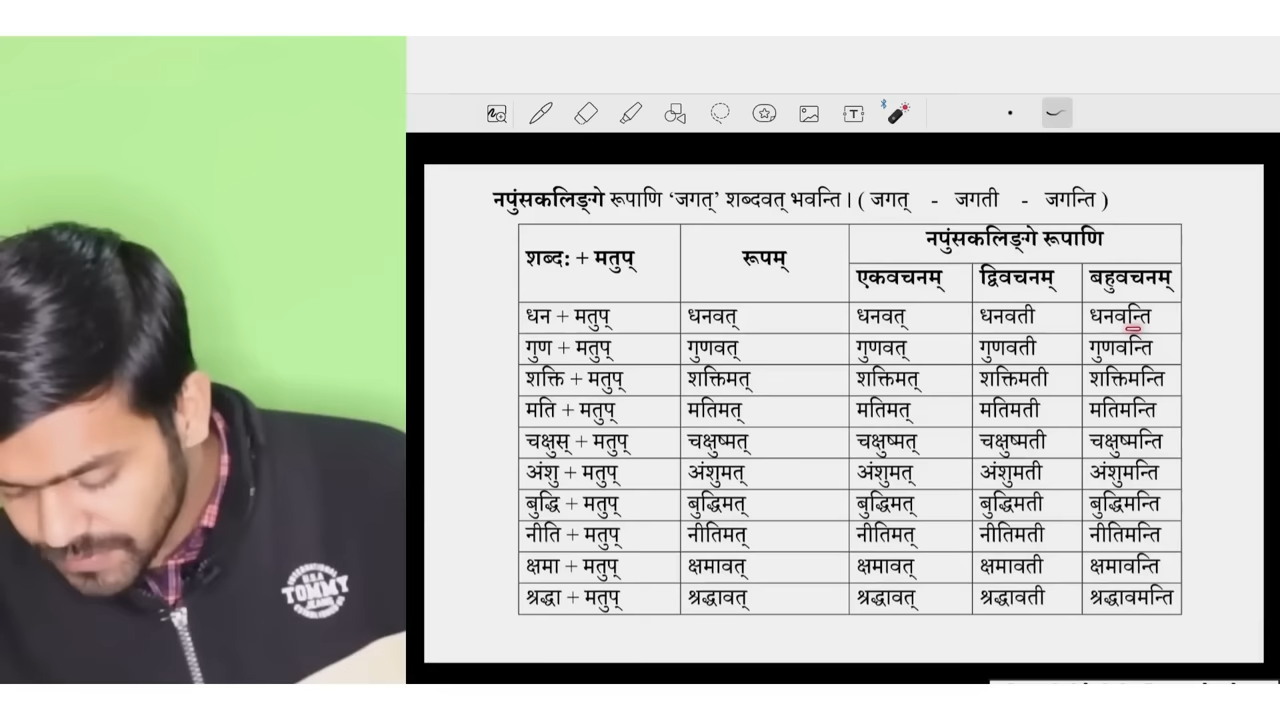 नपुंसकलिङ्गे रूपाणि ‘जगत्’ शब्दवत् भवन्ति। ( जगत् - जगती - जगन्ति )
शब्दः + मतुप् रूपम् नपुंसकलिङ्गे रूपाणि
एकवचनम् द्विवचनम् बहुवचनम्
धन + मतुप् धनवत् धनवत् धनवती धनवन्ति
गुण + मतुप् गुणवत् गुणवत् गुणवती गुणवन्ति
शक्ति + मतुप् शक्तिमत् शक्तिमत् शक्तिमती शक्तिमन्ति
मति + मतुप् मतिमत् मतिमत् मतिमती मतिमन्ति
चक्षुस् + मतुप् चक्षुष्मत् चक्षुष्मत् चक्षुष्मती चक्षुष्मन्ति
अंशु + मतुप् अंशुमत् अंशुमत् अंशुमती अंशुमन्ति
बुद्धि + मतुप् बुद्धिमत् बुद्धिमत् बुद्धिमती बुद्धिमन्ति
नीति + मतुप् नीतिमत् नीतिमत् नीतिमती नीतिमन्ति
क्षमा + मतुप् क्षमावत् क्षमावत् क्षमावती क्षमावन्ति
श्रद्धा + मतुप् श्रद्धावत् श्रद्धावत् श्रद्धावती श्रद्धावमन्ति
INTERNATIONAL
USA
TOMMY
JEANS